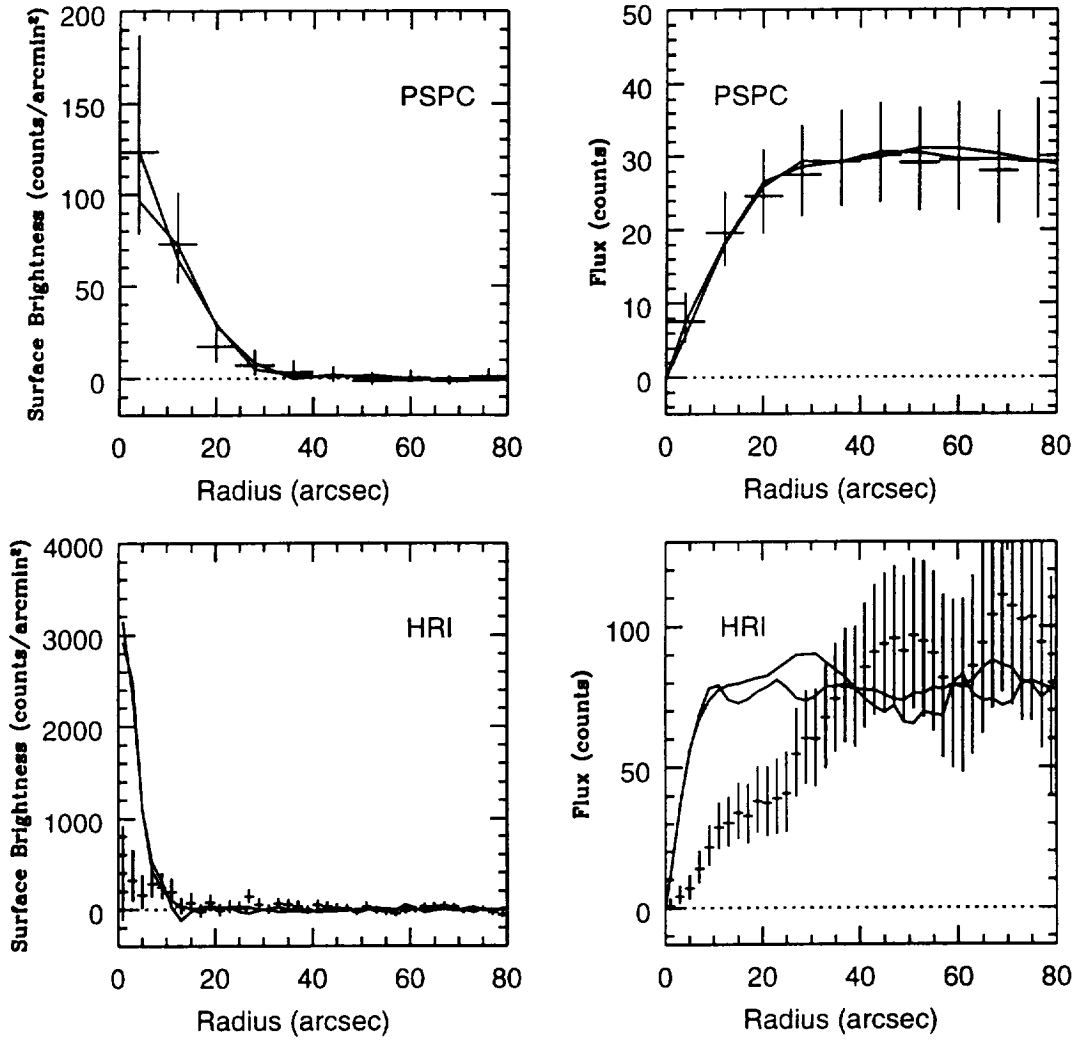 200
150
100
50
0
Surface Brightness (counts/arcmin²)
PSPC
0 20 40 60 80
Radius (arcsec)
50
40
30
20
10
0
Flux (counts)
PSPC
0 20 40 60 80
Radius (arcsec)
4000
3000
2000
1000
0
Surface Brightness (counts/arcmin²)
HRI
0 20 40 60 80
Radius (arcsec)
100
50
0
Flux (counts)
HRI
0 20 40 60 80
Radius (arcsec)